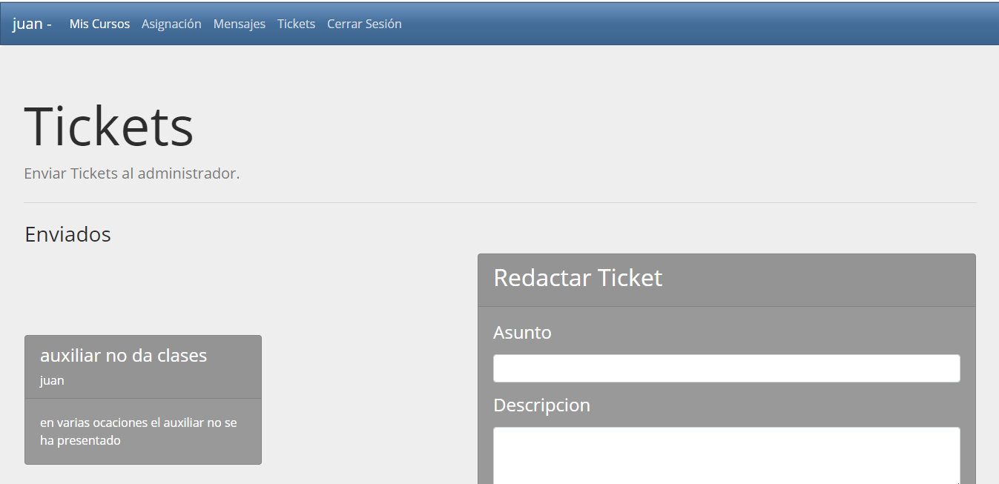 juan - Mis Cursos Asignación Mensajes Tickets Cerrar Sesión
Tickets
Enviar Tickets al administrador.
Enviados
auxiliar no da clases
juan
en varias ocaciones el auxiliar no se
ha presentado
Redactar Ticket
Asunto
Descripcion